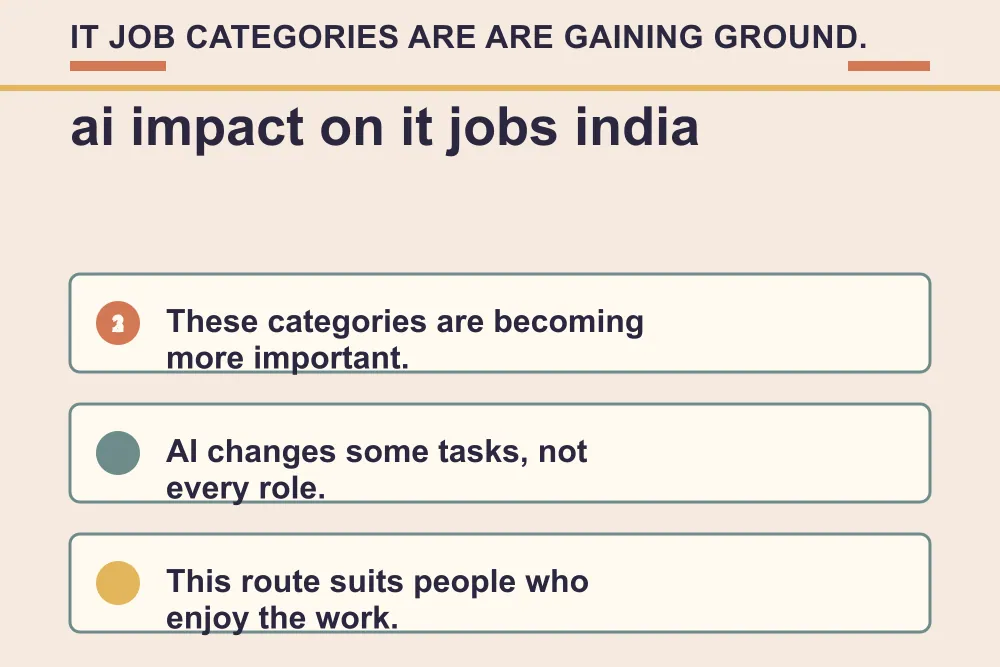 IT JOB CATEGORIES ARE ARE GAINING GROUND.
ai impact on it jobs india
These categories are becoming
more important.
AI changes some tasks, not
every role.
This route suits people who
enjoy the work.